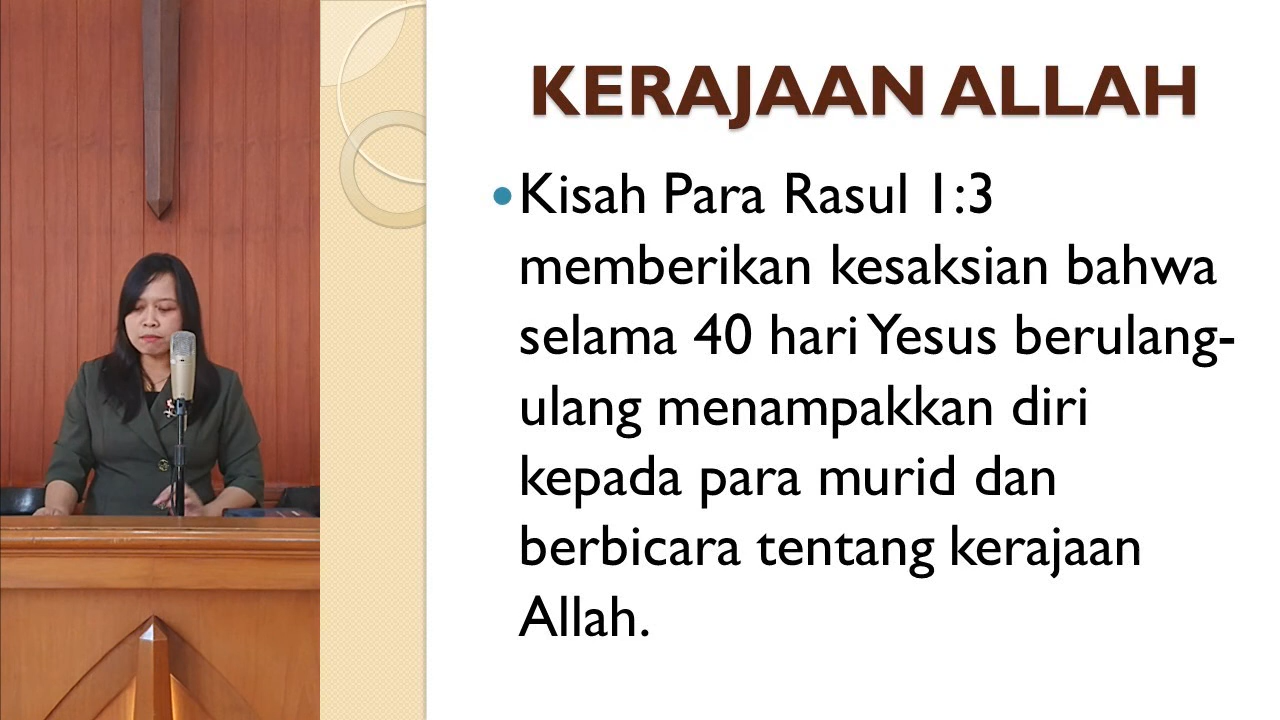 KERAJAAN ALLAH
• Kisah Para Rasul 1:3
memberikan kesaksian bahwa
selama 40 hari Yesus berulang-
ulang menampakkan diri
kepada para murid dan
berbicara tentang kerajaan
Allah.